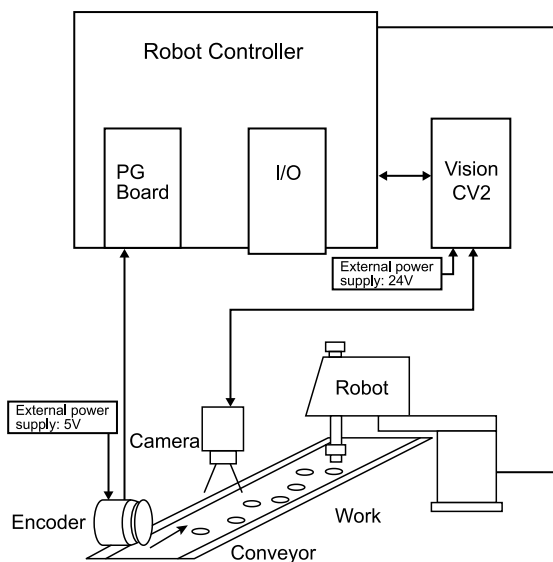 Robot Controller
PG
Board
I/O
Vision
CV2
External power
supply: 24V
Robot
External power
supply: 5V
Camera
Encoder
Work
Conveyor